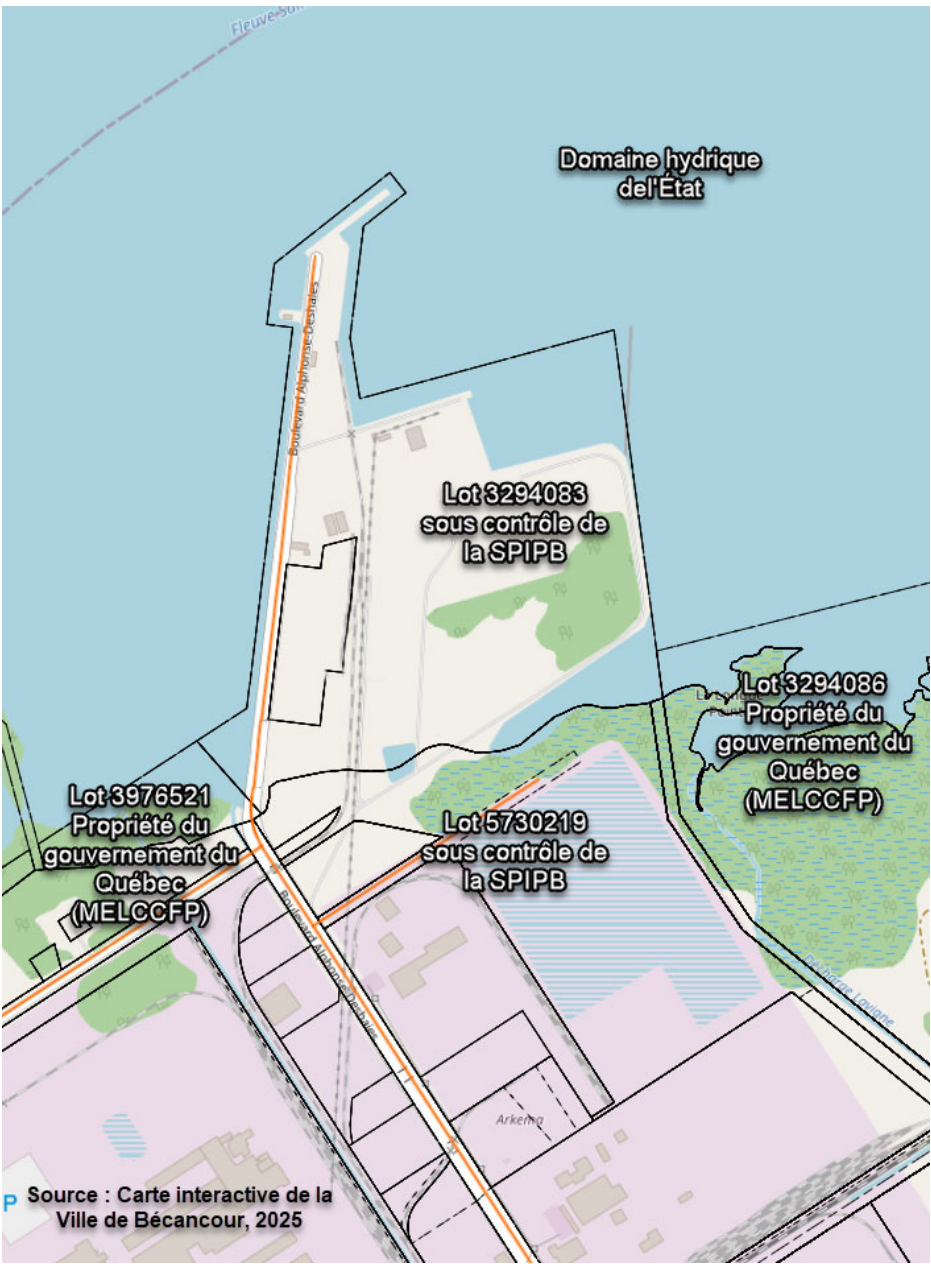 Fleuve Sain
Domaine hydrique
del'État
Boulevard Alphonse-Deshaies
Lot 3294083
sous contrôle de
la SPIPB
Lot 3294086
Propriété du
gouvernement du
Québec
(MELCCFP)
Lot 3976521
Propriété du
gouvernement du
Québec
(MELCCFP)
Lot 5730219
sous contrôle de
la SPIPB
Boulevard Alphonse-Deshaies
Décharge Lavigne
Arkema
P
Source : Carte interactive de la
Ville de Bécancour, 2025